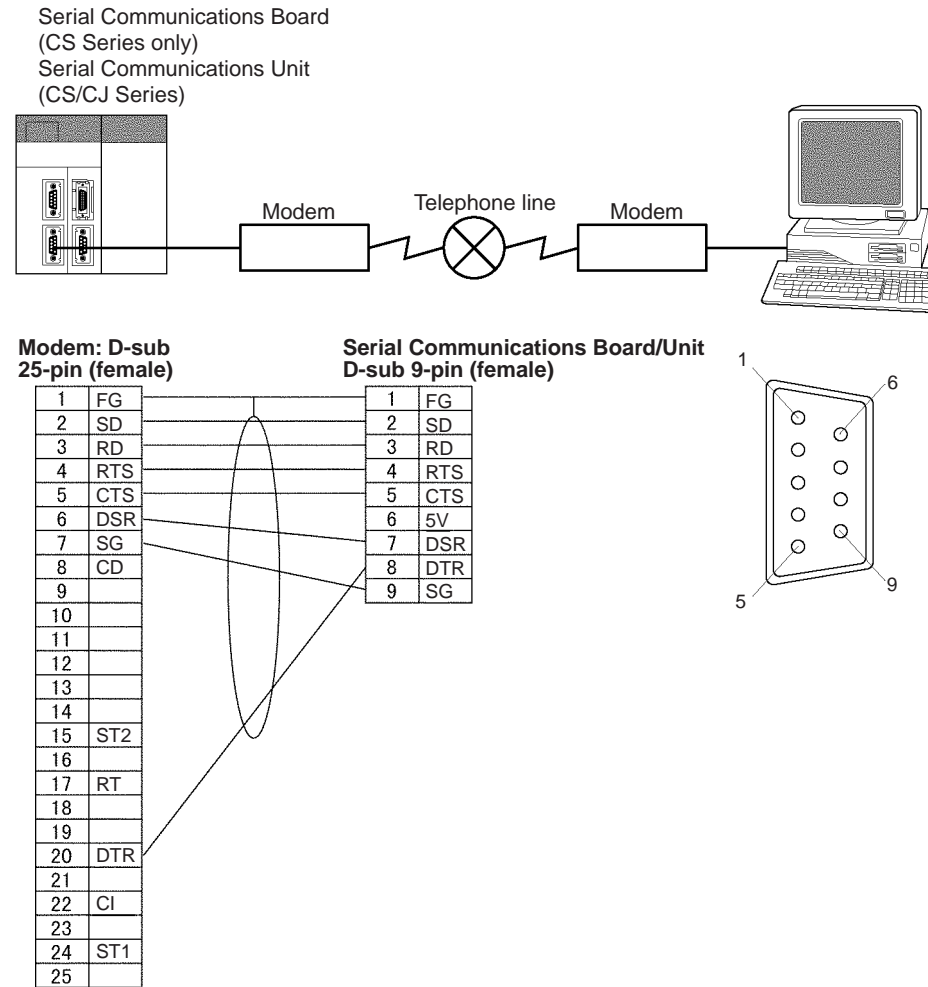 Serial Communications Board
(CS Series only)
Serial Communications Unit
(CS/CJ Series)
Modem
Telephone line
Modem
Modem: D-sub
25-pin (female)
1 FG
2 SD
3 RD
4 RTS
5 CTS
6 DSR
7 SG
8 CD
9
10
11
12
13
14
15 ST2
16
17 RT
18
19
20 DTR
21
22 CI
23
24 ST1
25
Serial Communications Board/Unit
D-sub 9-pin (female)
1 FG
2 SD
3 RD
4 RTS
5 CTS
6 5V
7 DSR
8 DTR
9 SG
1
6
5
9